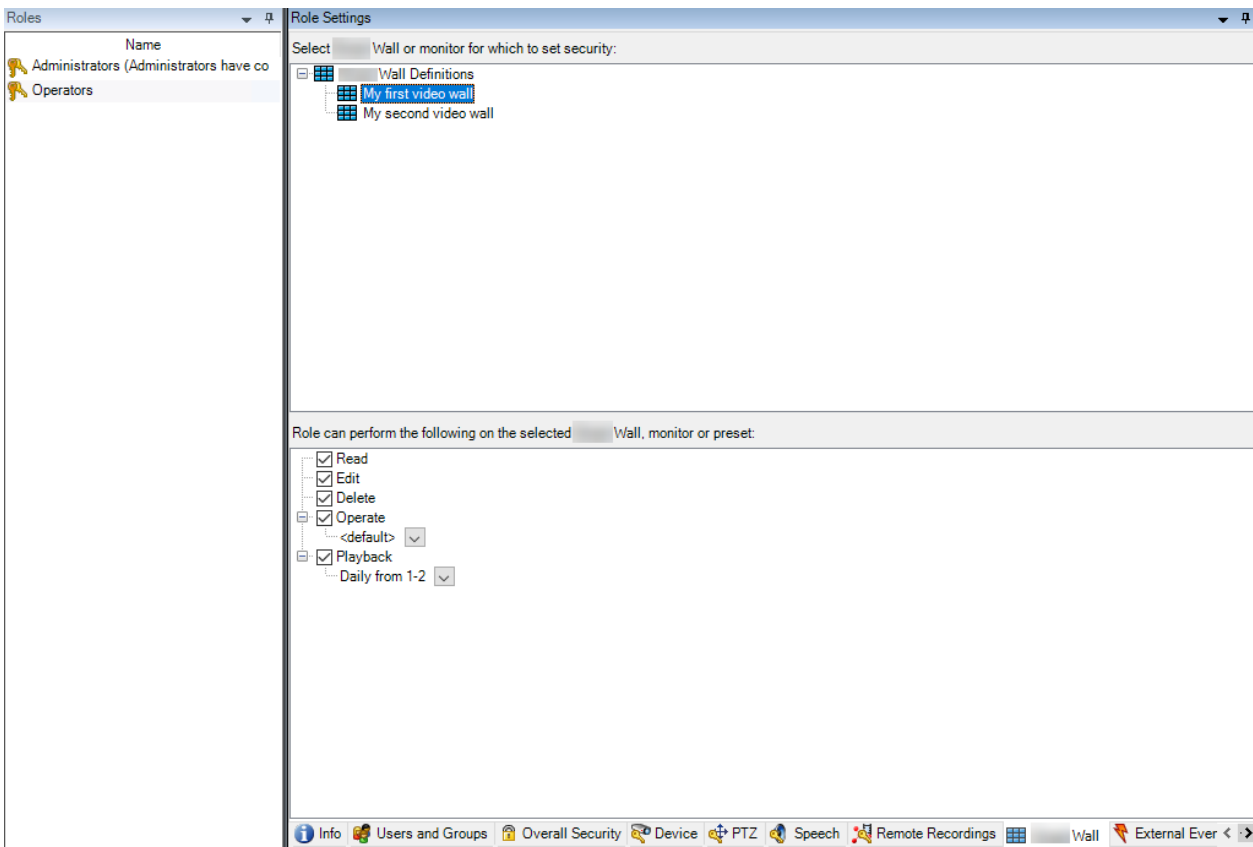 Roles
Name
Administrators (Administrators have co
Operators
Role Settings
Select Wall or monitor for which to set security:
Wall Definitions
My first video wall
My second video wall
Role can perform the following on the selected Wall, monitor or preset:
Read
Edit
Delete
Operate
<default>
Playback
Daily from 1-2
Info Users and Groups Overall Security Device PTZ Speech Remote Recordings Wall External Ever